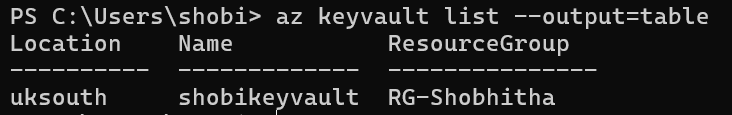 PS C:\Users\shobi> az keyvault list --output=table
Location    Name           ResourceGroup
----------  -------------  ---------------
uksouth     shobikeyvault  RG-Shobhitha